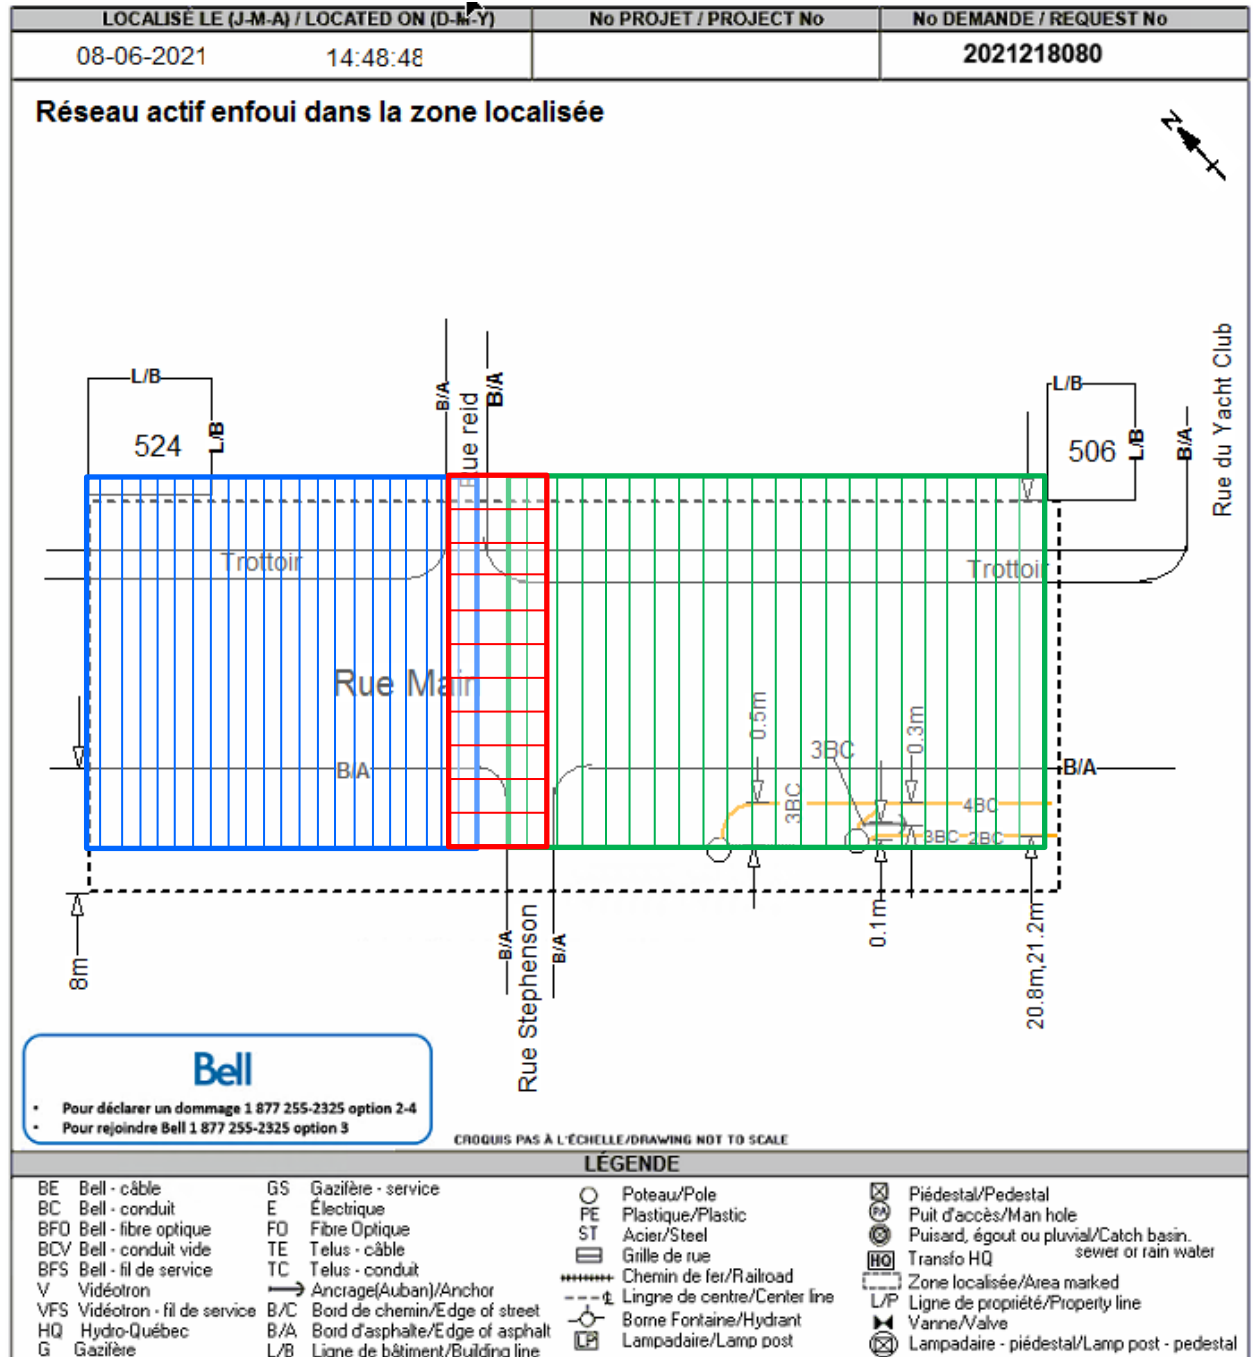 LOCALISÉ LE (J-M-A) / LOCATED ON (D-M-Y) No PROJET / PROJECT No No DEMANDE / REQUEST No
08-06-2021 14:48:48 2021218080
Réseau actif enfoui dans la zone localisée
N
L/B
L/B
524
B/A
Rue reid
B/A
L/B
L/B
506
B/A
Rue du Yacht Club
Trottoir
Trottoir
Rue Main
B/A
0.5m
3BC
3BC
0.3m
4BC
3BC
2BC
B/A
8m
B/A
Rue Stephenson
B/A
0.1m
20.8m,21.2m
Bell
• Pour déclarer un dommage 1 877 255-2325 option 2-4
• Pour rejoindre Bell 1 877 255-2325 option 3
CROQUIS PAS À L'ÉCHELLE/DRAWING NOT TO SCALE
LÉGENDE
BE Bell - câble
BC Bell - conduit
BFO Bell - fibre optique
BCV Bell - conduit vide
BFS Bell - fil de service
V Vidéotron
VFS Vidéotron - fil de service
HQ Hydro-Québec
G Gazifère
GS Gazifère - service
E Électrique
FO Fibre Optique
TE Telus - câble
TC Telus - conduit
Ancrage(Auban)/Anchor
B/C Bord de chemin/Edge of street
B/A Bord d'asphalte/Edge of asphalt
L/B Ligne de bâtiment/Building line
Poteau/Pole
PE Plastique/Plastic
ST Acier/Steel
Grille de rue
Chemin de fer/Railroad
Lingne de centre/Center line
Borne Fontaine/Hydrant
LP Lampadaire/Lamp post
Piédestal/Pedestal
PA Puit d'accès/Man hole
Puisard, égout ou pluvial/Catch basin.
sewer or rain water
HQ Transfo HQ
Zone localisée/Area marked
L/P Ligne de propriété/Property line
Vanne/Valve
Lampadaire - piédestal/Lamp post - pedestal